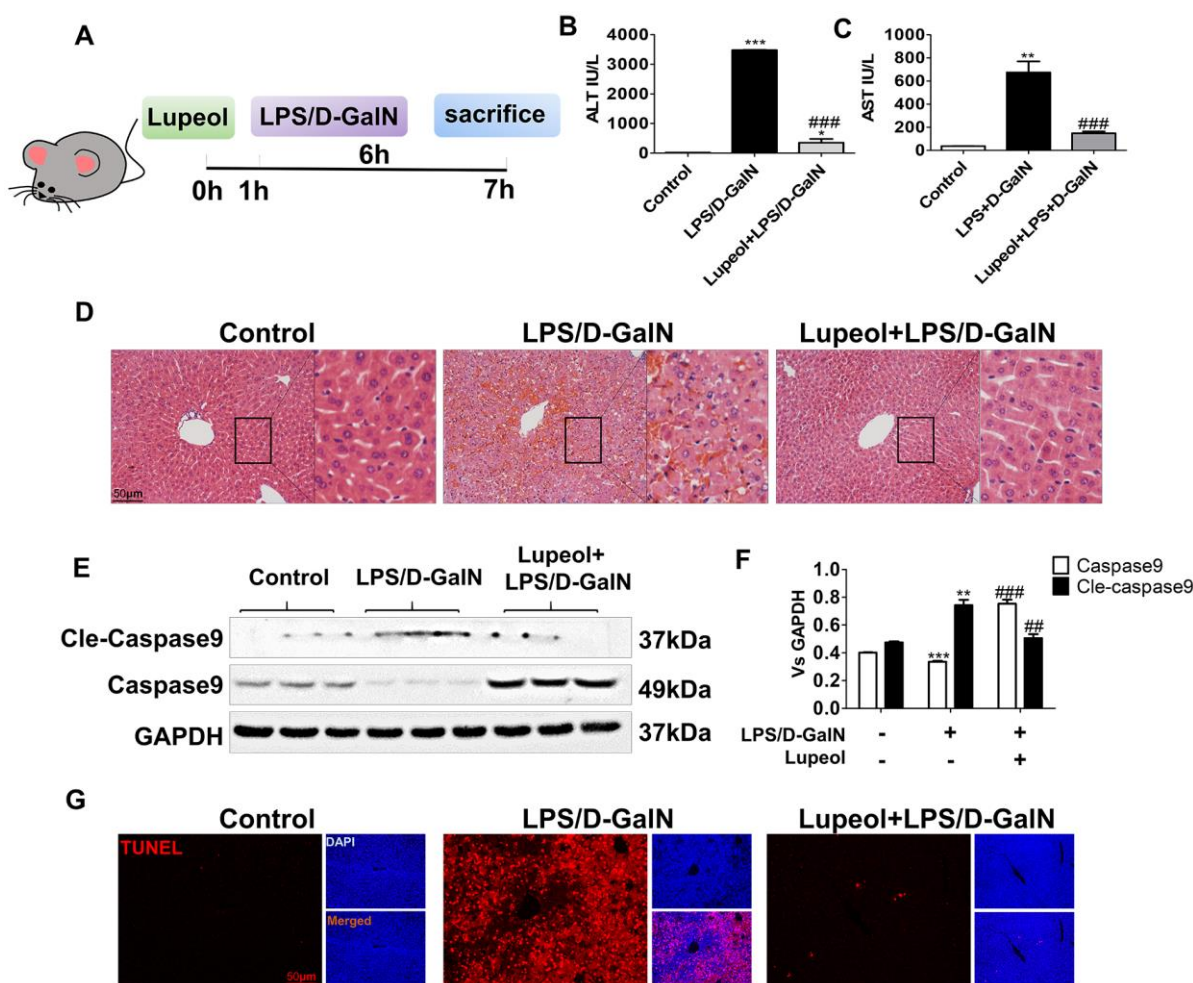 A
Lupeol
LPS/D-GalN
sacrifice
6h
0h
1h
7h
B
ALT IU/L
4000
3000
2000
1000
0
***
###
*
Control
LPS/D-GalN
Lupeol+LPS/D-GalN
C
AST IU/L
1000
800
600
400
200
0
**
###
Control
LPS+D-GalN
Lupeol+LPS+D-GalN
D
Control
LPS/D-GalN
Lupeol+LPS/D-GalN
50μm
E
Control
LPS/D-GalN
Lupeol+
LPS/D-GalN
Cle-Caspase9
37kDa
Caspase9
49kDa
GAPDH
37kDa
F
Caspase9
Cle-caspase9
Vs GAPDH
1.0
0.8
0.6
0.4
0.2
0.0
***
**
###
##
LPS/D-GalN
-
+
+
Lupeol
-
-
+
G
Control
LPS/D-GalN
Lupeol+LPS/D-GalN
TUNEL
DAPI
Merged
50μm